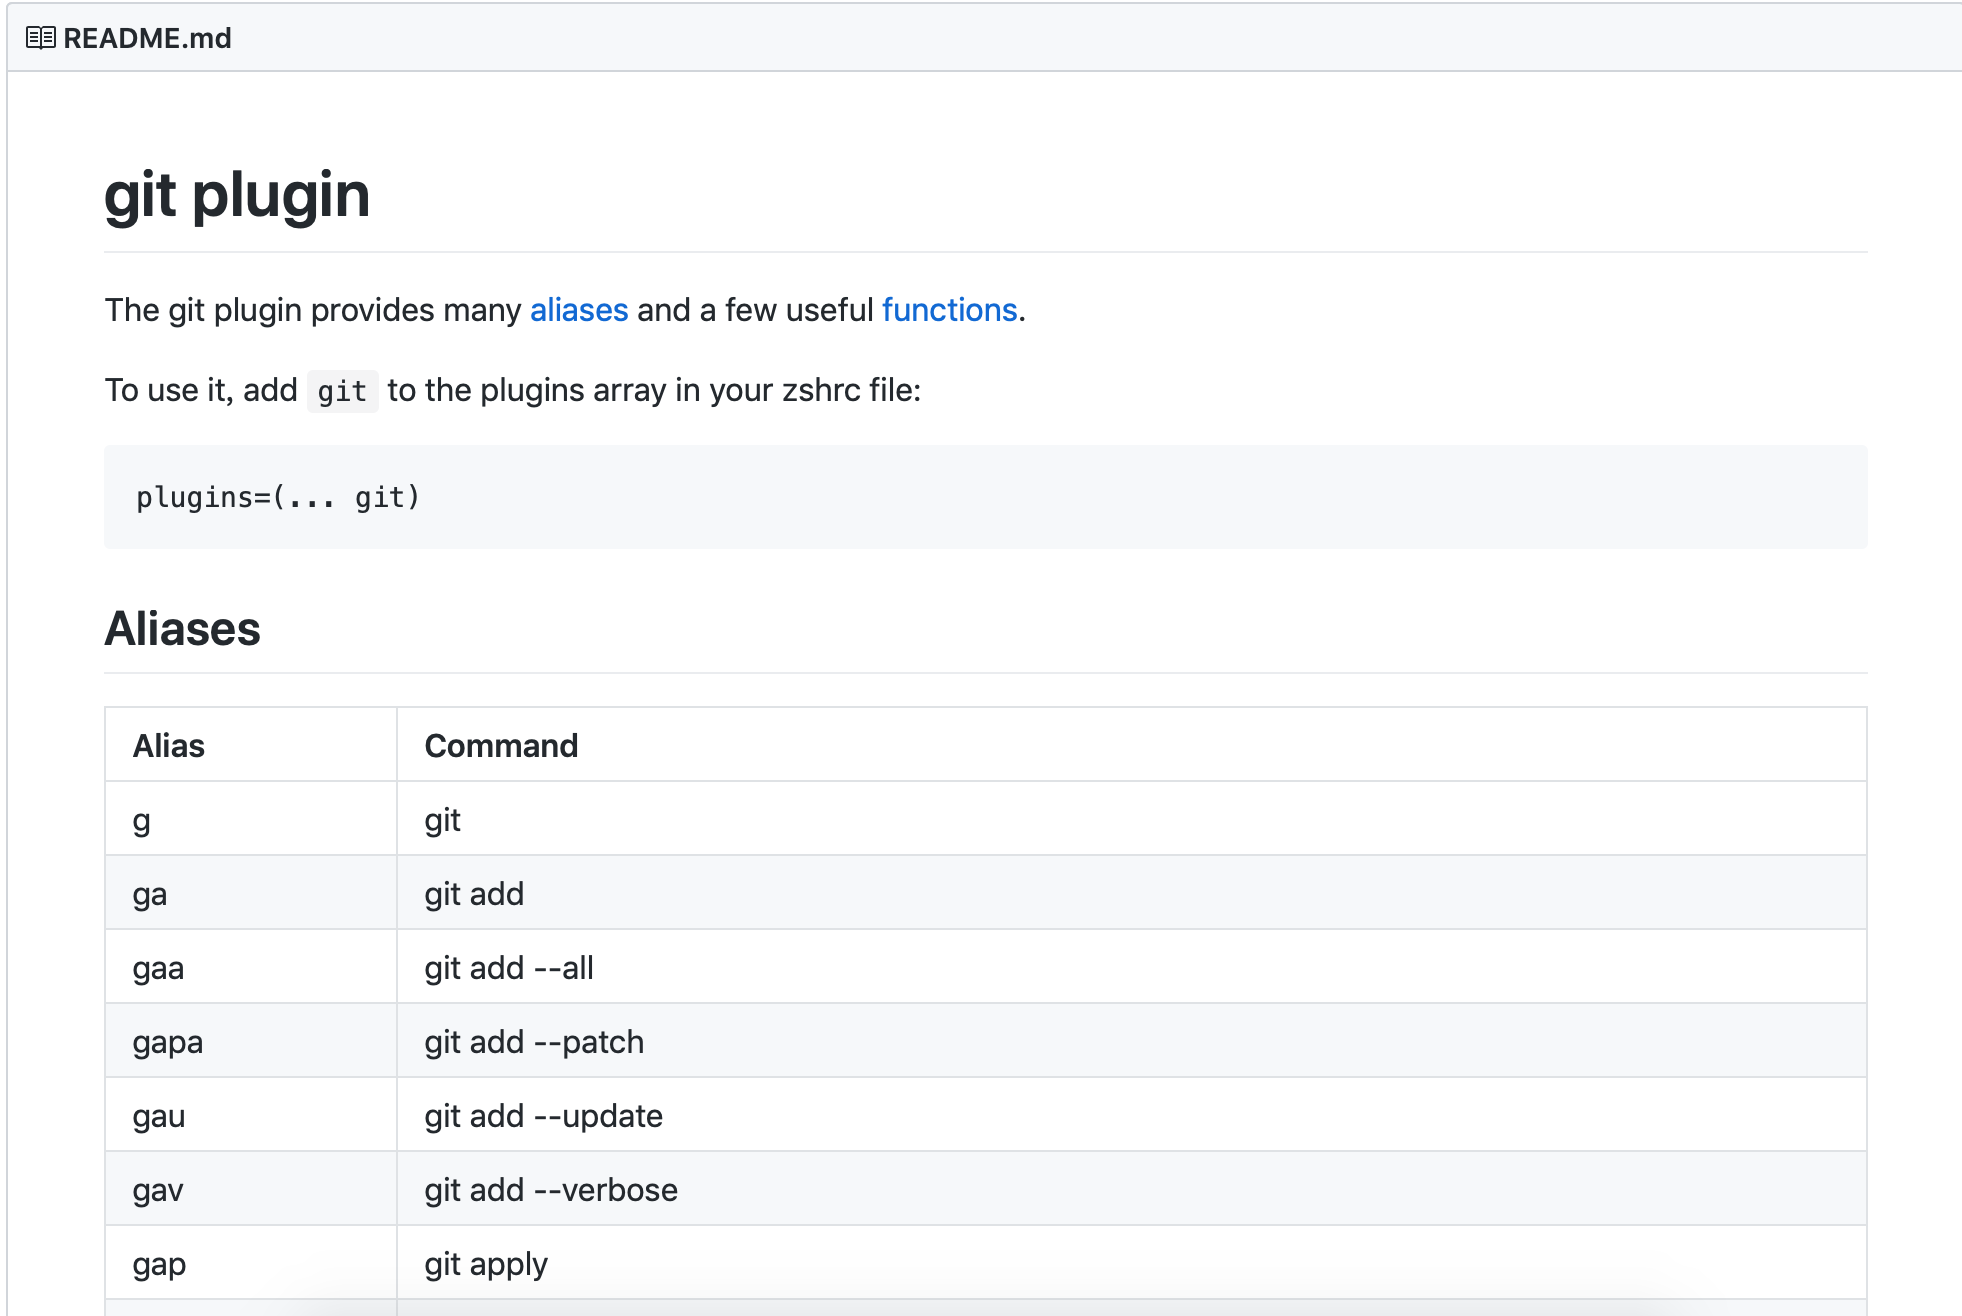 README.md
git plugin
The git plugin provides many aliases and a few useful functions.
To use it, add git to the plugins array in your zshrc file:
plugins=(... git)
Aliases
Alias Command
g git
ga git add
gaa git add --all
gapa git add --patch
gau git add --update
gav git add --verbose
gap git apply